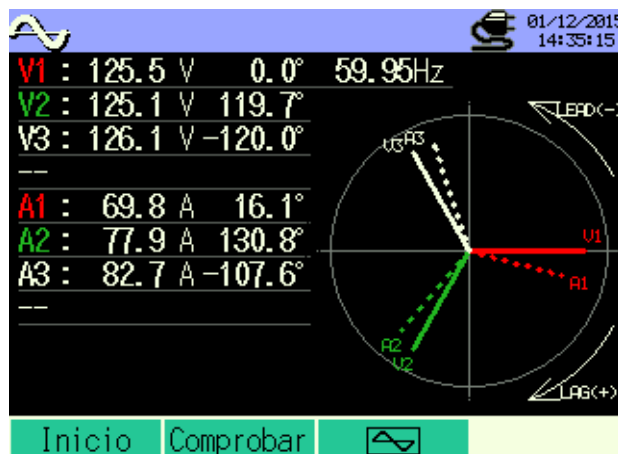 01/12/2015
14:35:15
V1 : 125.5 V 0.0° 59.95Hz
V2 : 125.1 V 119.7°
V3 : 126.1 V -120.0°
--
A1 : 69.8 A 16.1°
A2 : 77.9 A 130.8°
A3 : 82.7 A -107.6°
--
LEAD(-)
V3 A3
V1
A1
A2
V2
LAG(+)
Inicio Comprobar